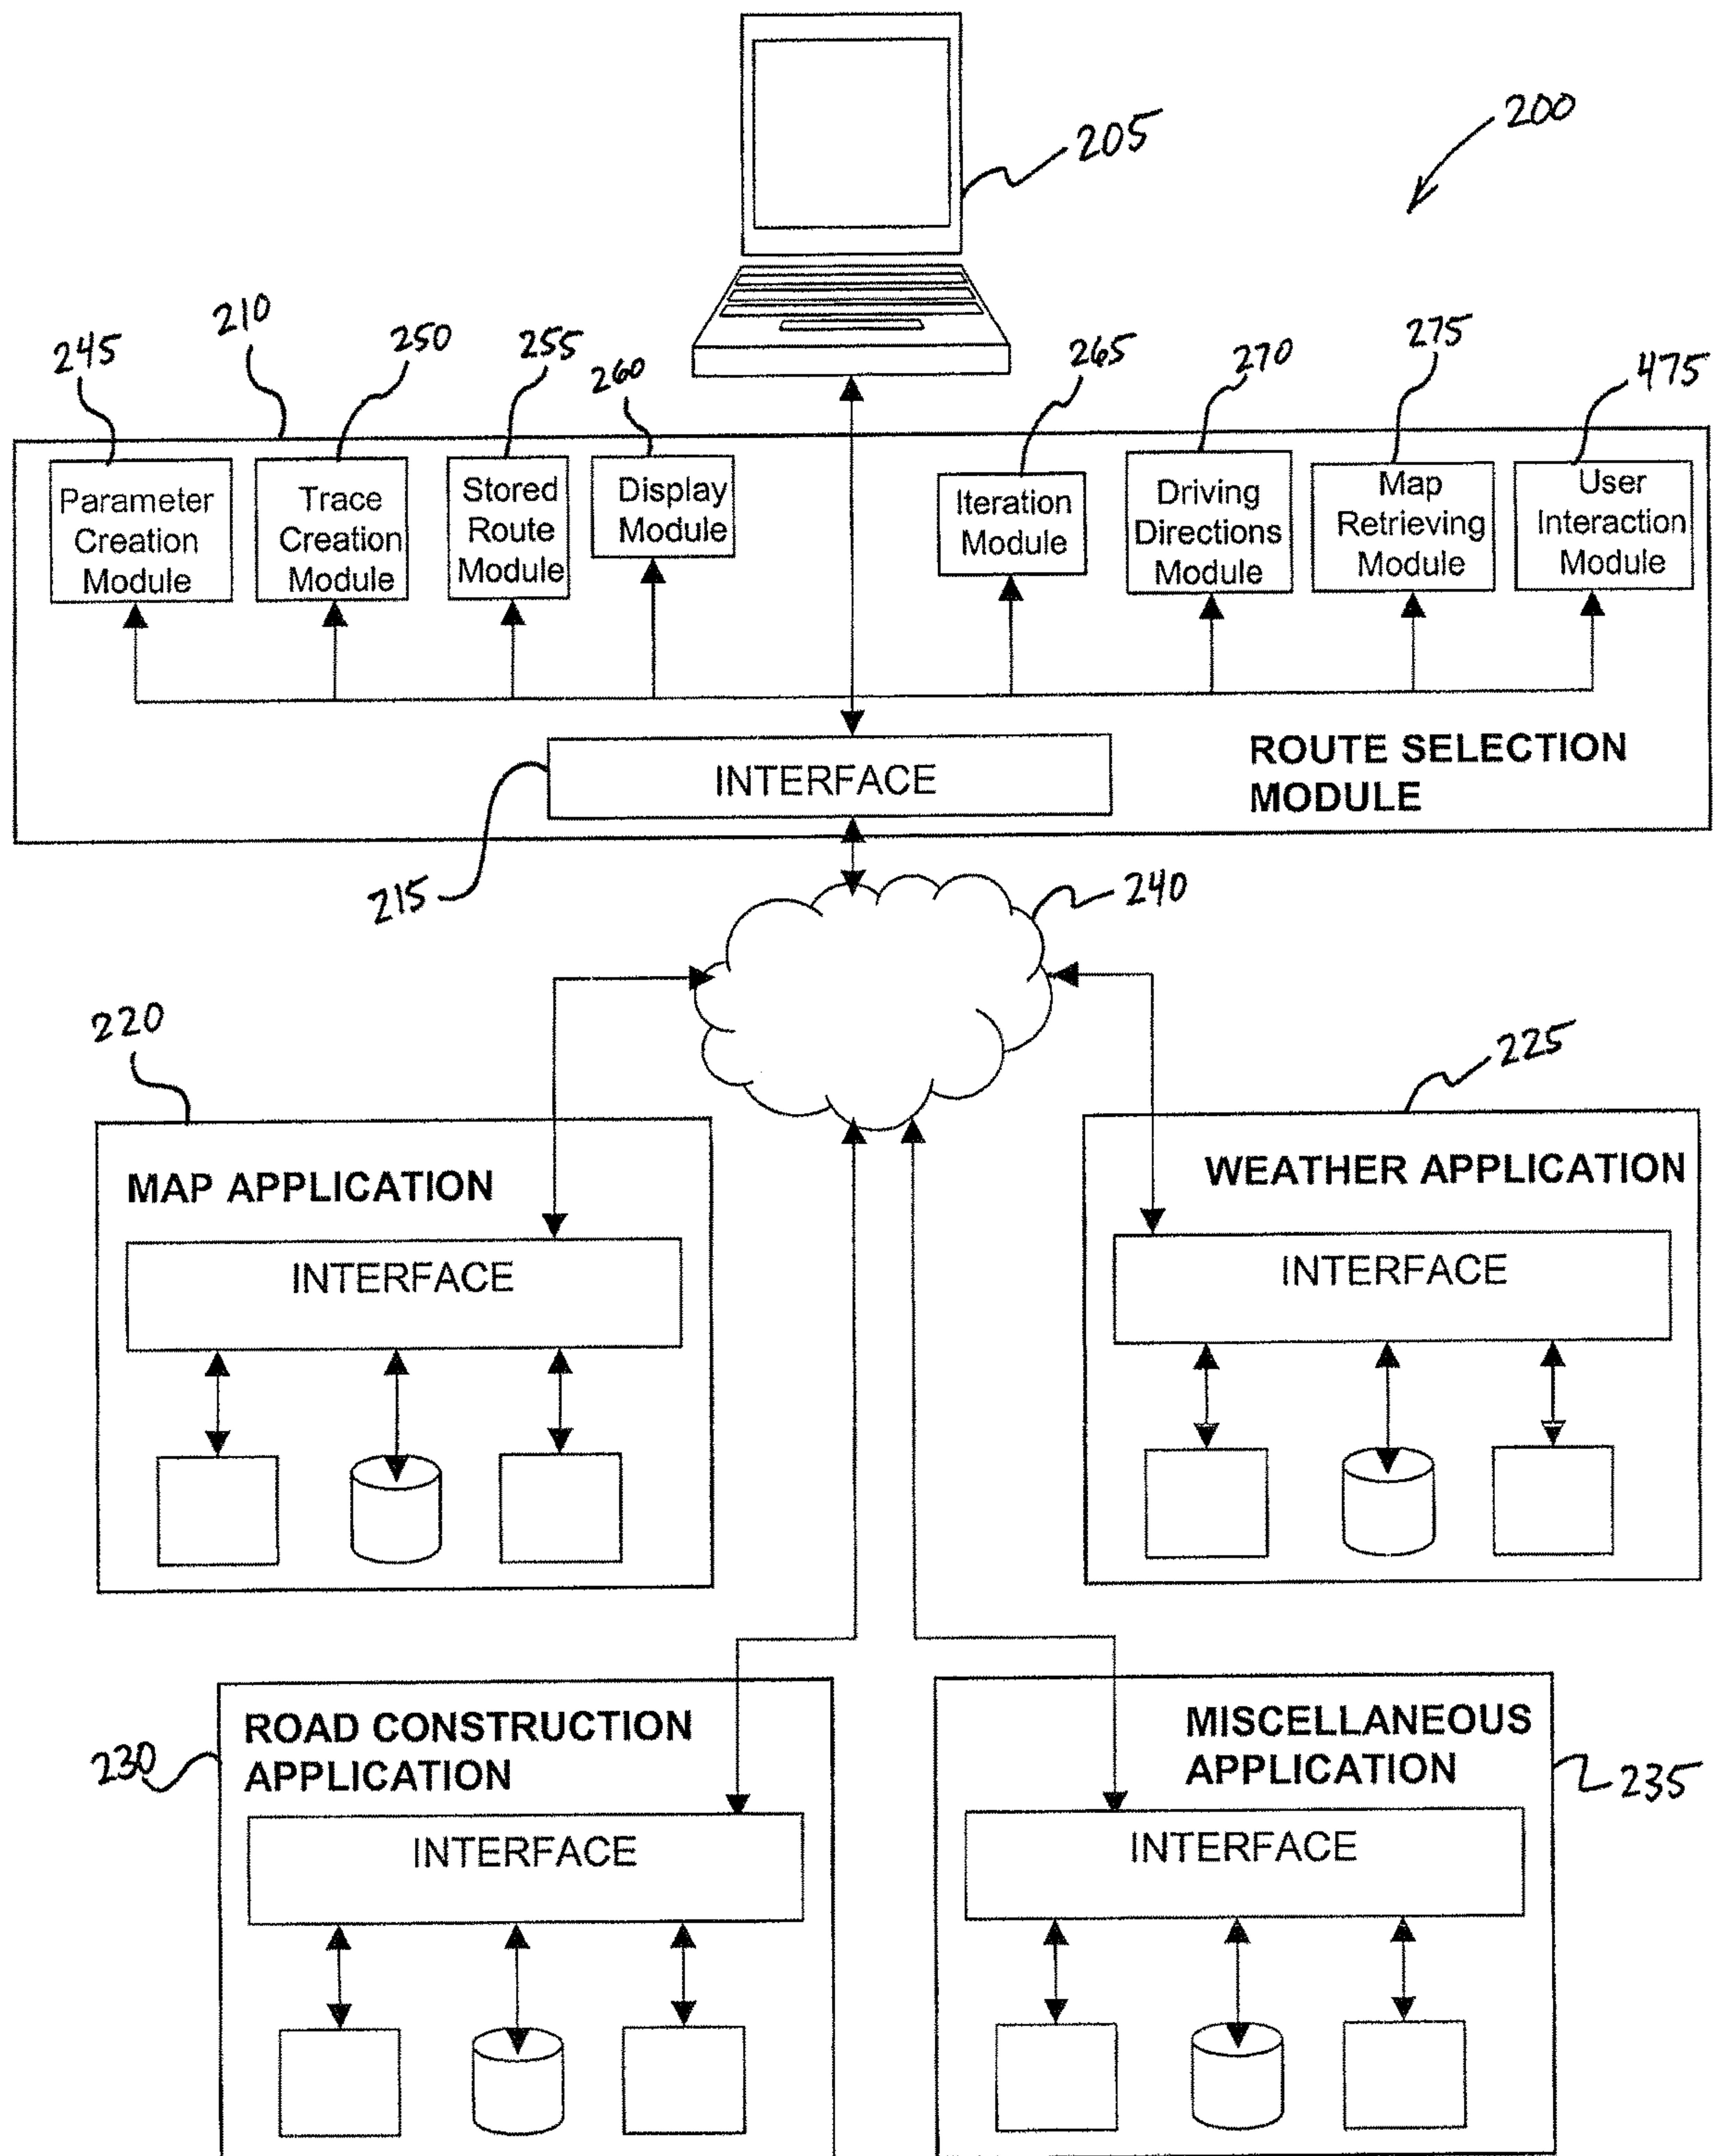 200
205
210
245
250
255
260
265
270
275
475
Parameter
Creation
Module
Trace
Creation
Module
Stored
Route
Module
Display
Module
Iteration
Module
Driving
Directions
Module
Map
Retrieving
Module
User
Interaction
Module
INTERFACE
ROUTE SELECTION
MODULE
215
240
220
225
MAP APPLICATION
INTERFACE
WEATHER APPLICATION
INTERFACE
230
ROAD CONSTRUCTION
APPLICATION
INTERFACE
MISCELLANEOUS
APPLICATION
INTERFACE
235